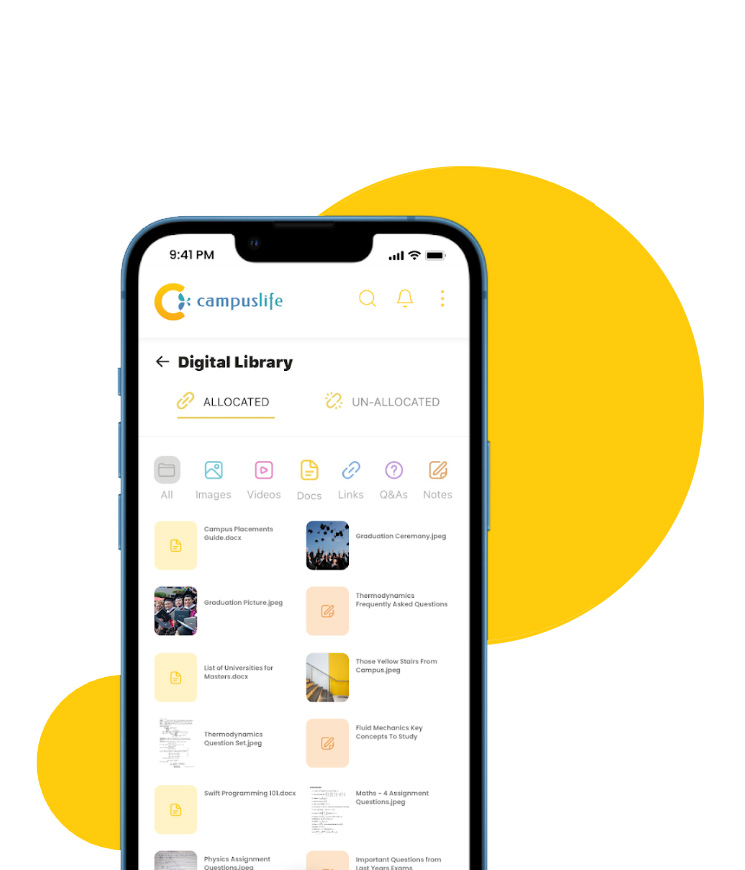 9:41 PM
campuslife
Digital Library
ALLOCATED
UN-ALLOCATED
All
Images
Videos
Docs
Links
Q&As
Notes
Campus Placements
Guide.docx
Graduation Ceremony.jpeg
Graduation Picture.jpeg
Thermodynamics
Frequently Asked Questions
List of Universities for
Masters.docx
Those Yellow Stairs From
Campus.jpeg
Thermodynamics
Question Set.jpeg
Fluid Mechanics Key
Concepts To Study
Swift Programming 101.docx
Maths - 4 Assignment
Questions.jpeg
Physics Assignment
Questions.jpeg
Important Questions from
Last Years Exams